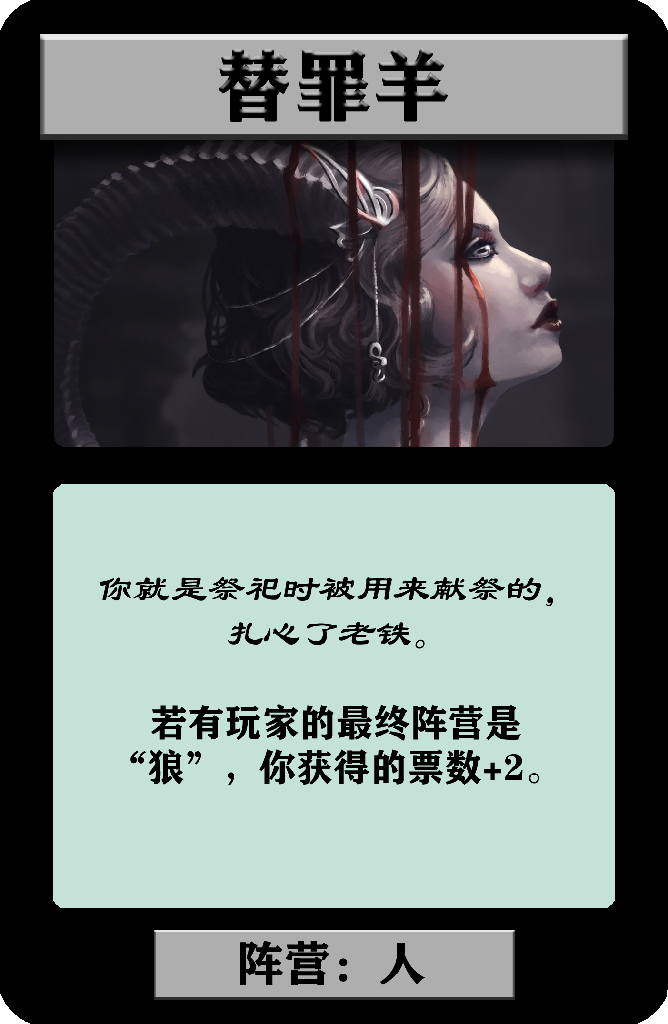 替罪羊
你就是祭祀时被用来献祭的，
扎心了老铁。
若有玩家的最终阵营是
“狼”，你获得的票数+2。
阵营：人